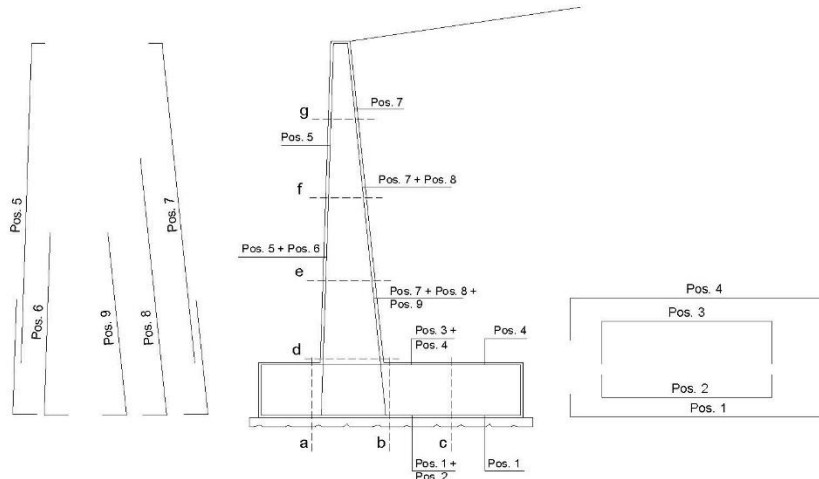 Pos. 5
Pos. 6
Pos. 9
Pos. 8
Pos. 7
g
Pos. 7
Pos. 5
f
Pos. 7 + Pos. 8
Pos. 5 + Pos. 6
e
Pos. 7 + Pos. 8 +
Pos. 9
d
Pos. 3 +
Pos. 4
Pos. 4
a
b
c
Pos. 1 +
Pos. 2
Pos. 1
Pos. 4
Pos. 3
Pos. 2
Pos. 1